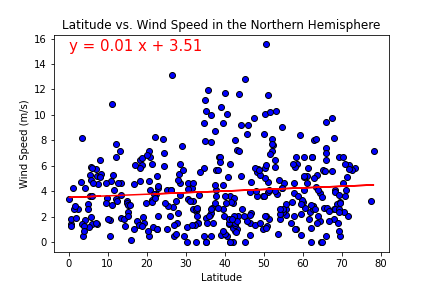 Latitude vs. Wind Speed in the Northern Hemisphere
y = 0.01 x + 3.51
16
14
12
10
8
6
4
2
0
Wind Speed (m/s)
0 10 20 30 40 50 60 70 80
Latitude